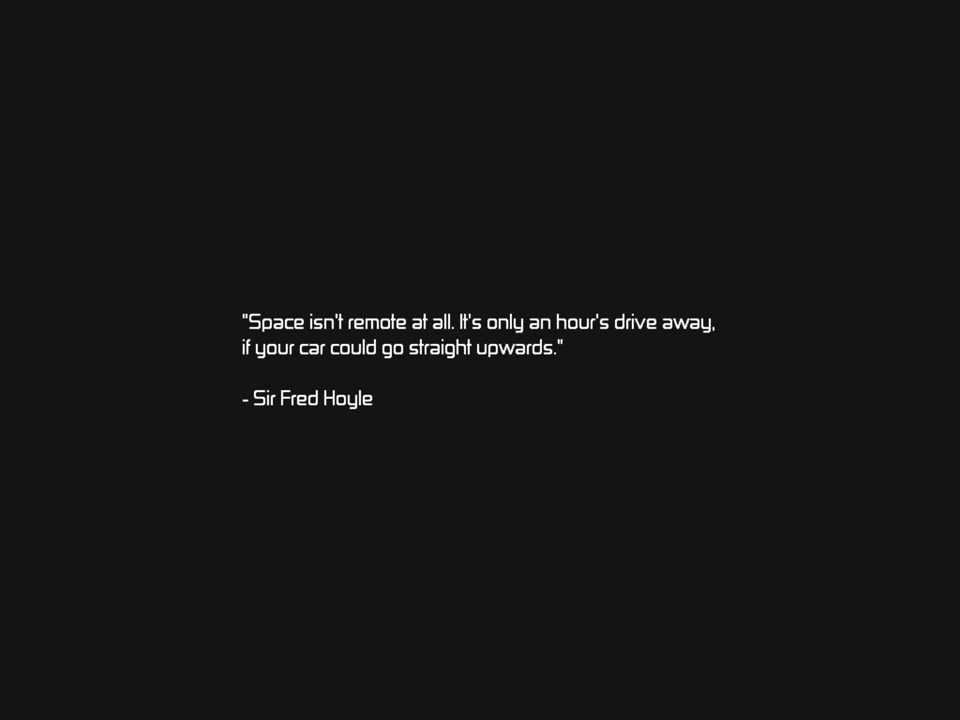 "Space isn't remote at all. It's only an hour's drive away,
if your car could go straight upwards."
- Sir Fred Hoyle